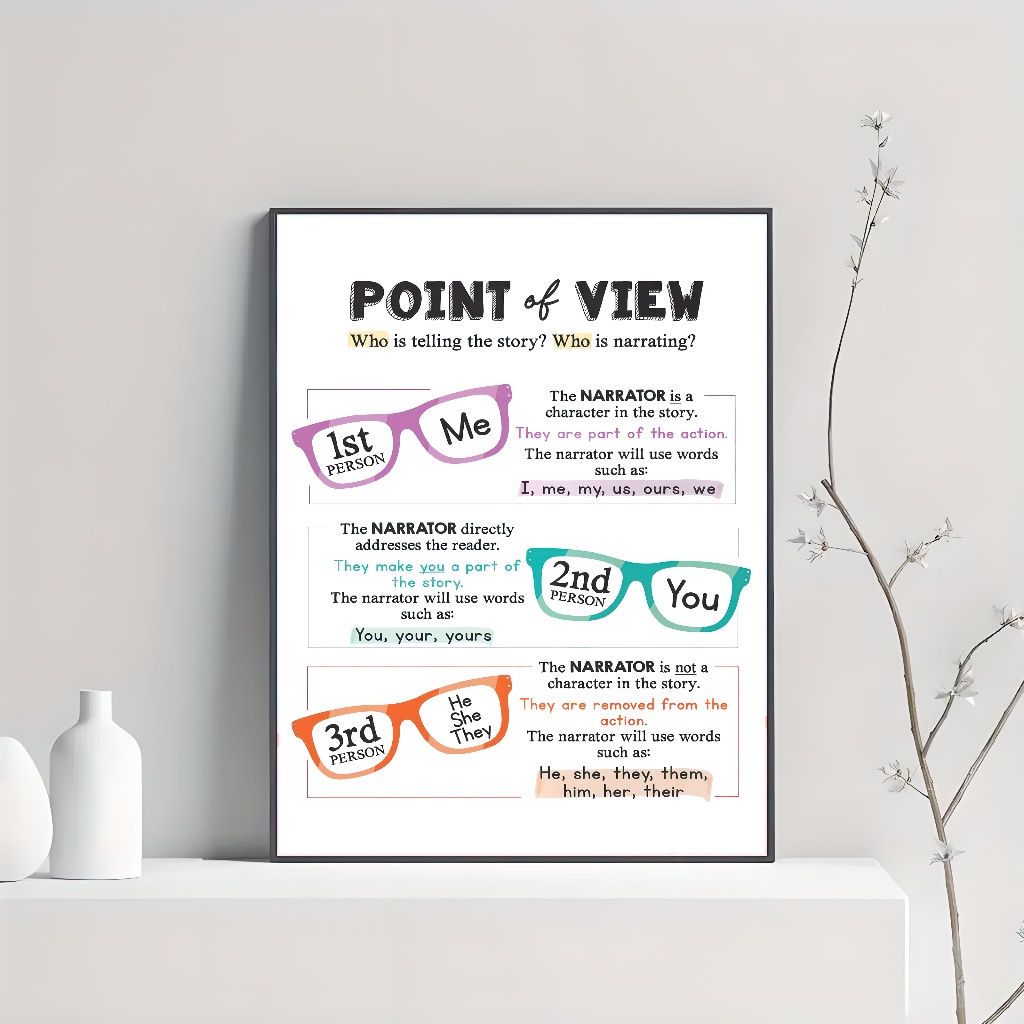 POINT of VIEW
Who is telling the story? Who is narrating?
1st
PERSON
Me
The NARRATOR is a
character in the story.
They are part of the action.
The narrator will use words
such as:
I, me, my, us, ours, we
The NARRATOR directly
addresses the reader.
They make you a part of
the story.
The narrator will use words
such as:
You, your, yours
2nd
PERSON
You
3rd
PERSON
He
She
They
The NARRATOR is not a
character in the story.
They are removed from the
action.
The narrator will use words
such as:
He, she, they, them,
him, her, their